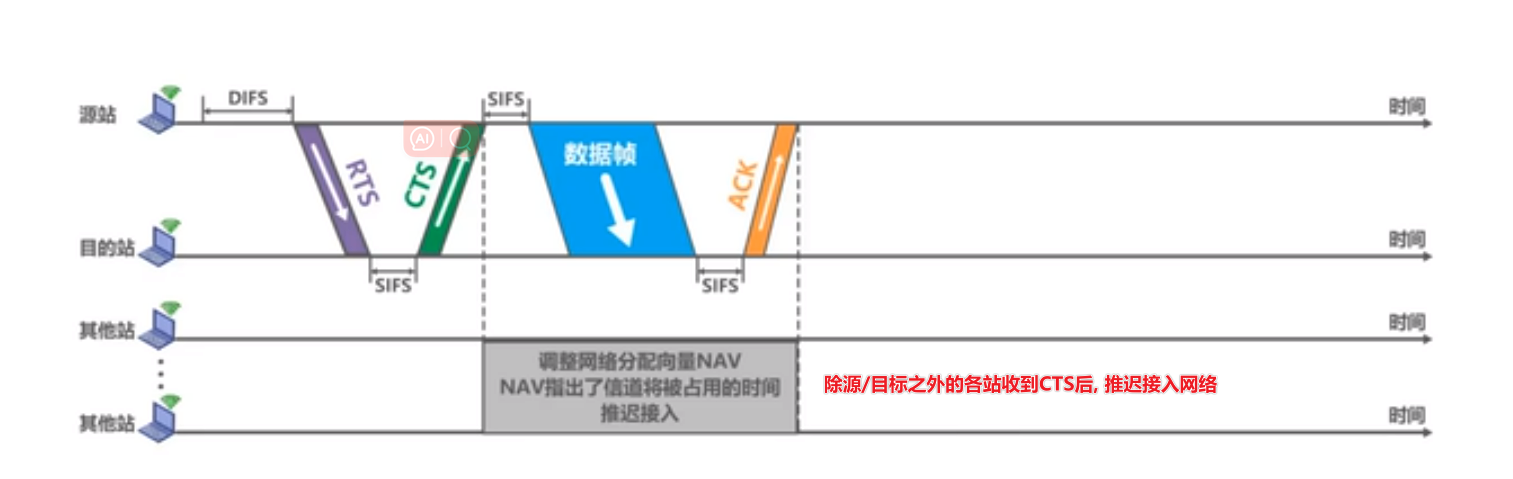 DIFS
SIFS
源站
时间
AI
RTS
CTS
数据帧
ACK
目的站
时间
SIFS
SIFS
其他站
时间
调整网络分配向量NAV
NAV指出了信道将被占用的时间
推迟接入
除源/目标之外的各站收到CTS后, 推迟接入网络
其他站
时间